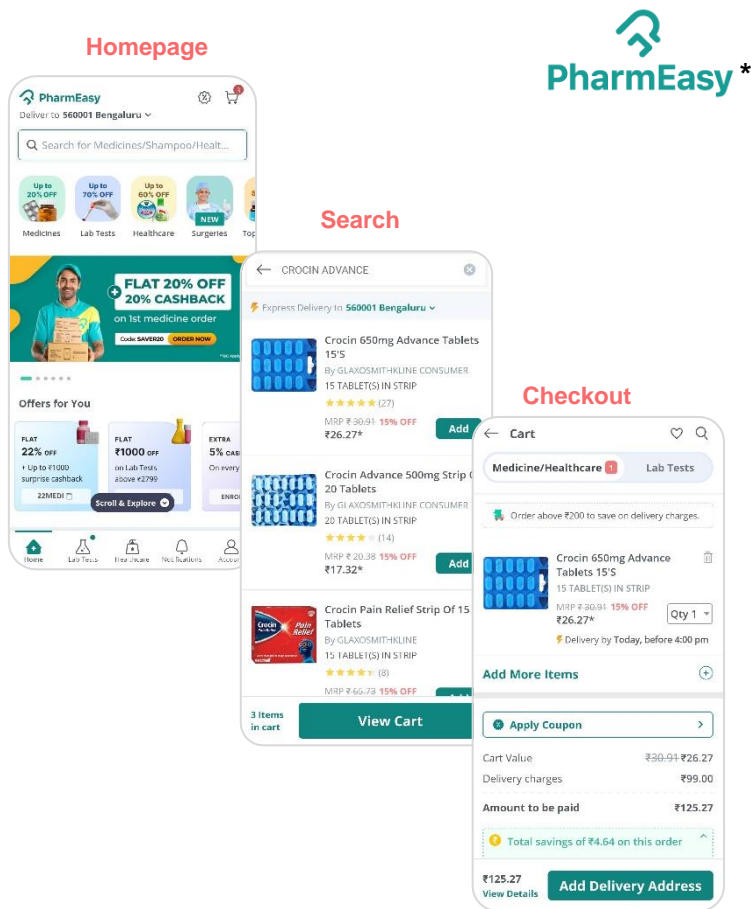 PharmEasy *
Homepage
PharmEasy
3
Deliver to 560001 Bengaluru
Search for Medicines/Shampoo/Healt...
Up to
20% OFF
Up to
70% OFF
Up to
60% OFF
NEW
Medicines
Lab Tests
Healthcare
Surgeries
FLAT 20% OFF
20% CASHBACK
on 1st medicine order
Code: SAVER20 ORDER NOW
Offers for You
FLAT
22% OFF
+ Up to ₹1000
surprise cashback
22MEDI
FLAT
₹1000 OFF
on Lab Tests
above ₹2799
EXTRA
5% CAS
On every
ENRO
Scroll & Explore
Home
Lab Tests
Healthcare
Notifications
Accoun
Search
CROCIN ADVANCE
Express Delivery to 560001 Bengaluru
Crocin 650mg Advance Tablets
15'S
By GLAXOSMITHKLINE CONSUMER
15 TABLET(S) IN STRIP
(27)
MRP ₹ 30.91 15% OFF
₹26.27*
Add
Crocin Advance 500mg Strip O
20 Tablets
By GLAXOSMITHKLINE CONSUMER
20 TABLET(S) IN STRIP
(14)
MRP ₹ 20.38 15% OFF
₹17.32*
Add
Crocin Pain Relief
Crocin Pain Relief Strip Of 15
Tablets
By GLAXOSMITHKLINE
15 TABLET(S) IN STRIP
(8)
MRP ₹ 65.73 15% OFF
Add
3 Items
in cart
View Cart
Checkout
Cart
Medicine/Healthcare 1
Lab Tests
Order above ₹200 to save on delivery charges.
Crocin 650mg Advance
Tablets 15'S
15 TABLET(S) IN STRIP
MRP ₹ 30.91 15% OFF
₹26.27*
Qty 1
Delivery by Today, before 4:00 pm
Add More Items
Apply Coupon
Cart Value ₹30.91 ₹26.27
Delivery charges ₹99.00
Amount to be paid ₹125.27
Total savings of ₹4.64 on this order
₹125.27
View Details
Add Delivery Address